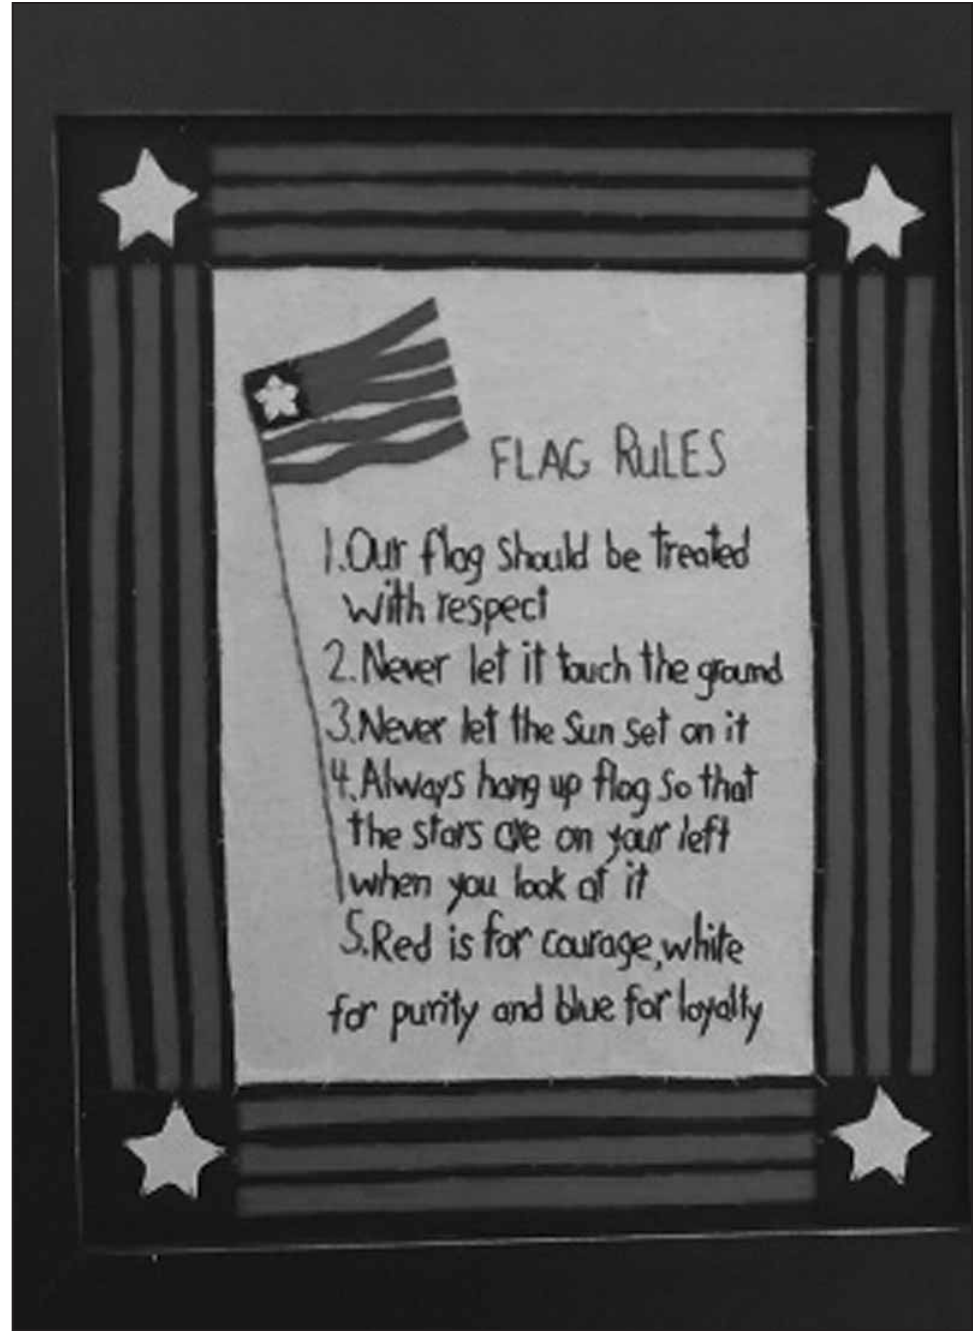 FLAG RuLES
1.Our flag should be treated
with respect
2.Never let it touch the ground
3.Never let the Sun set on it
4.Always hang up flag so that
the stars are on your left
when you look at it
5.Red is for courage,white
for purity and blue for loyalty